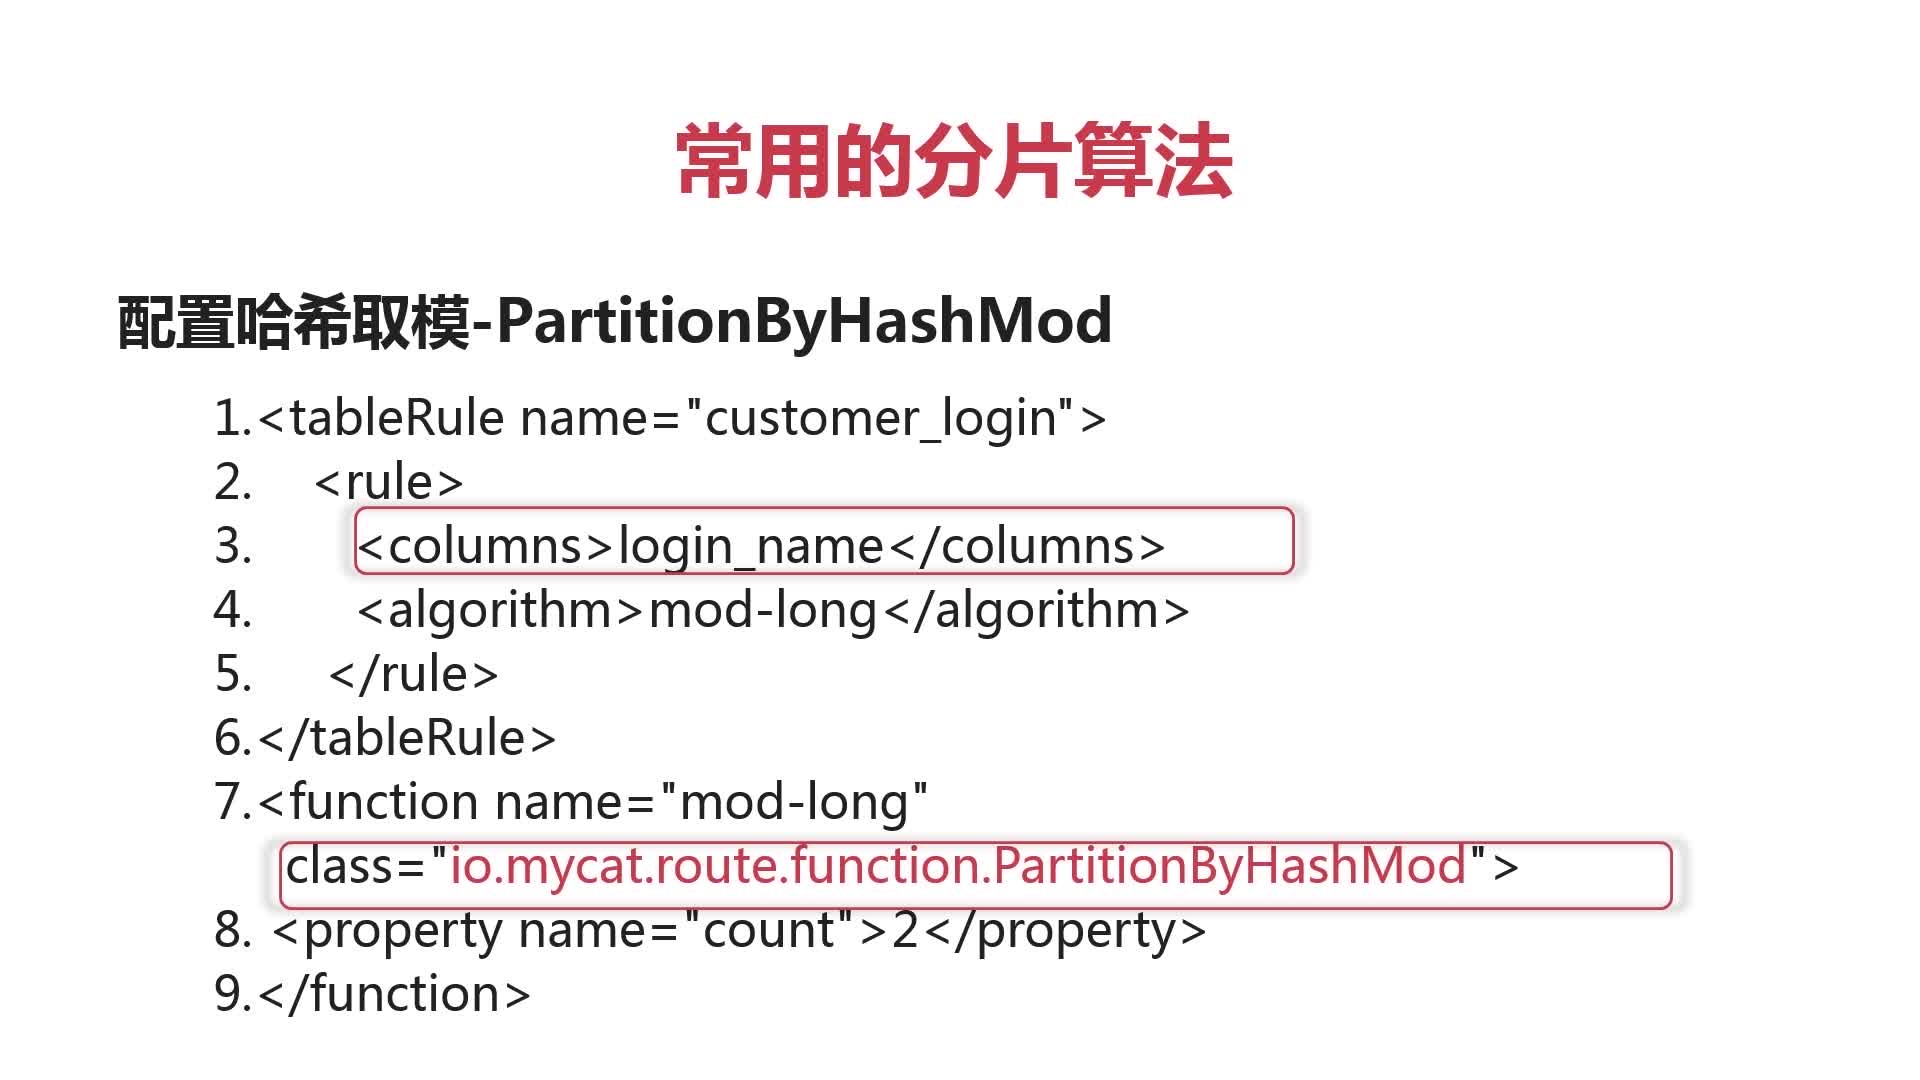 常用的分片算法
配置哈希取模-PartitionByHashMod
1.<tableRule name="customer_login">
2. <rule>
3. <columns>login_name</columns>
4. <algorithm>mod-long</algorithm>
5. </rule>
6.</tableRule>
7.<function name="mod-long"
class="io.mycat.route.function.PartitionByHashMod">
8. <property name="count">2</property>
9.</function>